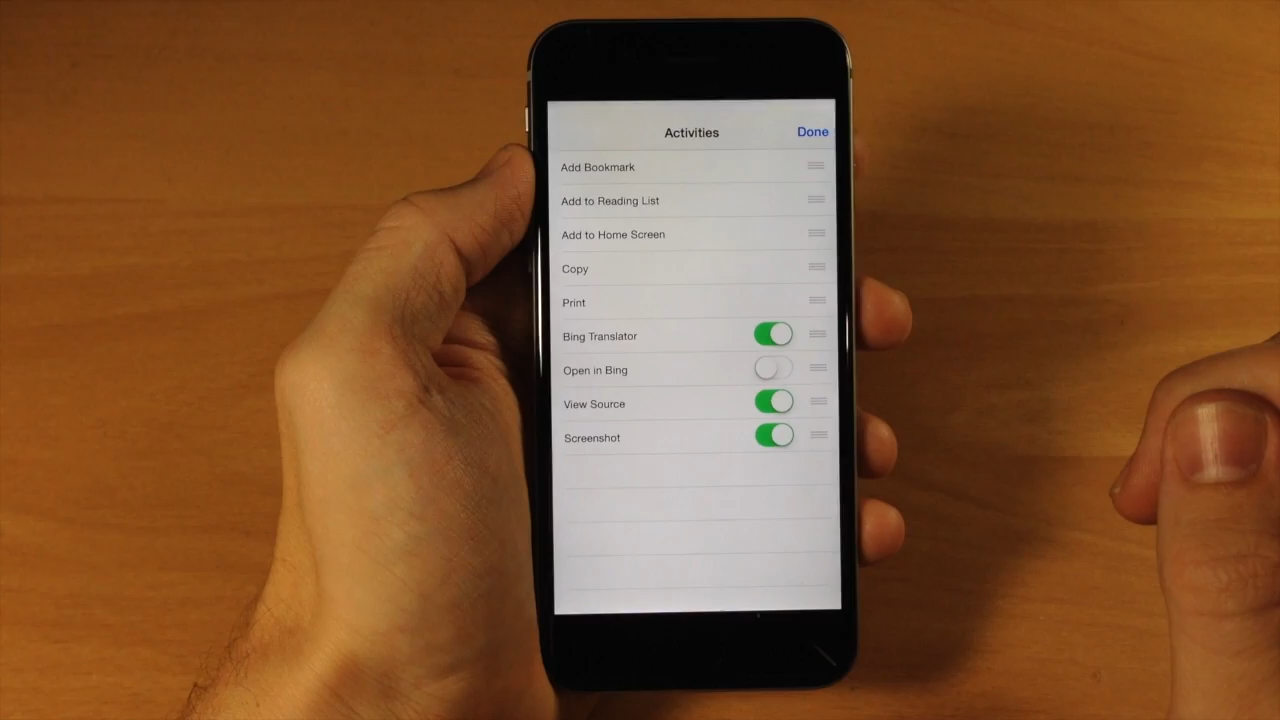 Activities
Done
Add Bookmark
Add to Reading List
Add to Home Screen
Copy
Print
Bing Translator
Open in Bing
View Source
Screenshot